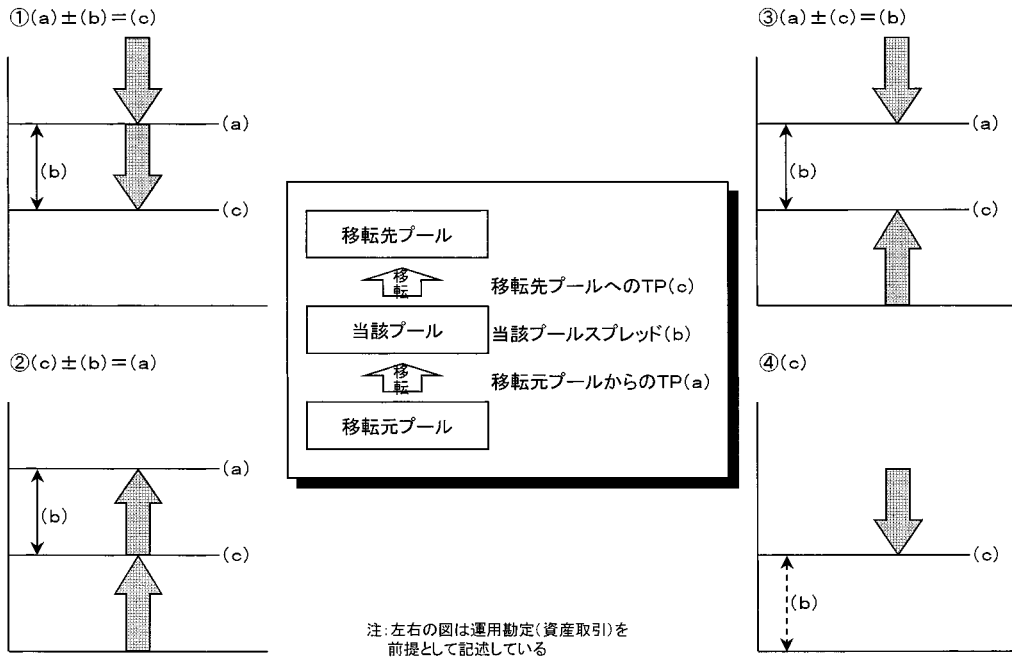 ①(a)±(b)=(c)
(a)
(b)
(c)
②(c)±(b)=(a)
(a)
(b)
(c)
移転先プール
移転
移転先プールへのTP(c)
当該プール
当該プールスプレッド(b)
移転
移転元プールからのTP(a)
移転元プール
注:左右の図は運用勘定(資産取引)を
前提として記述している
③(a)±(c)=(b)
(a)
(b)
(c)
④(c)
(c)
(b)